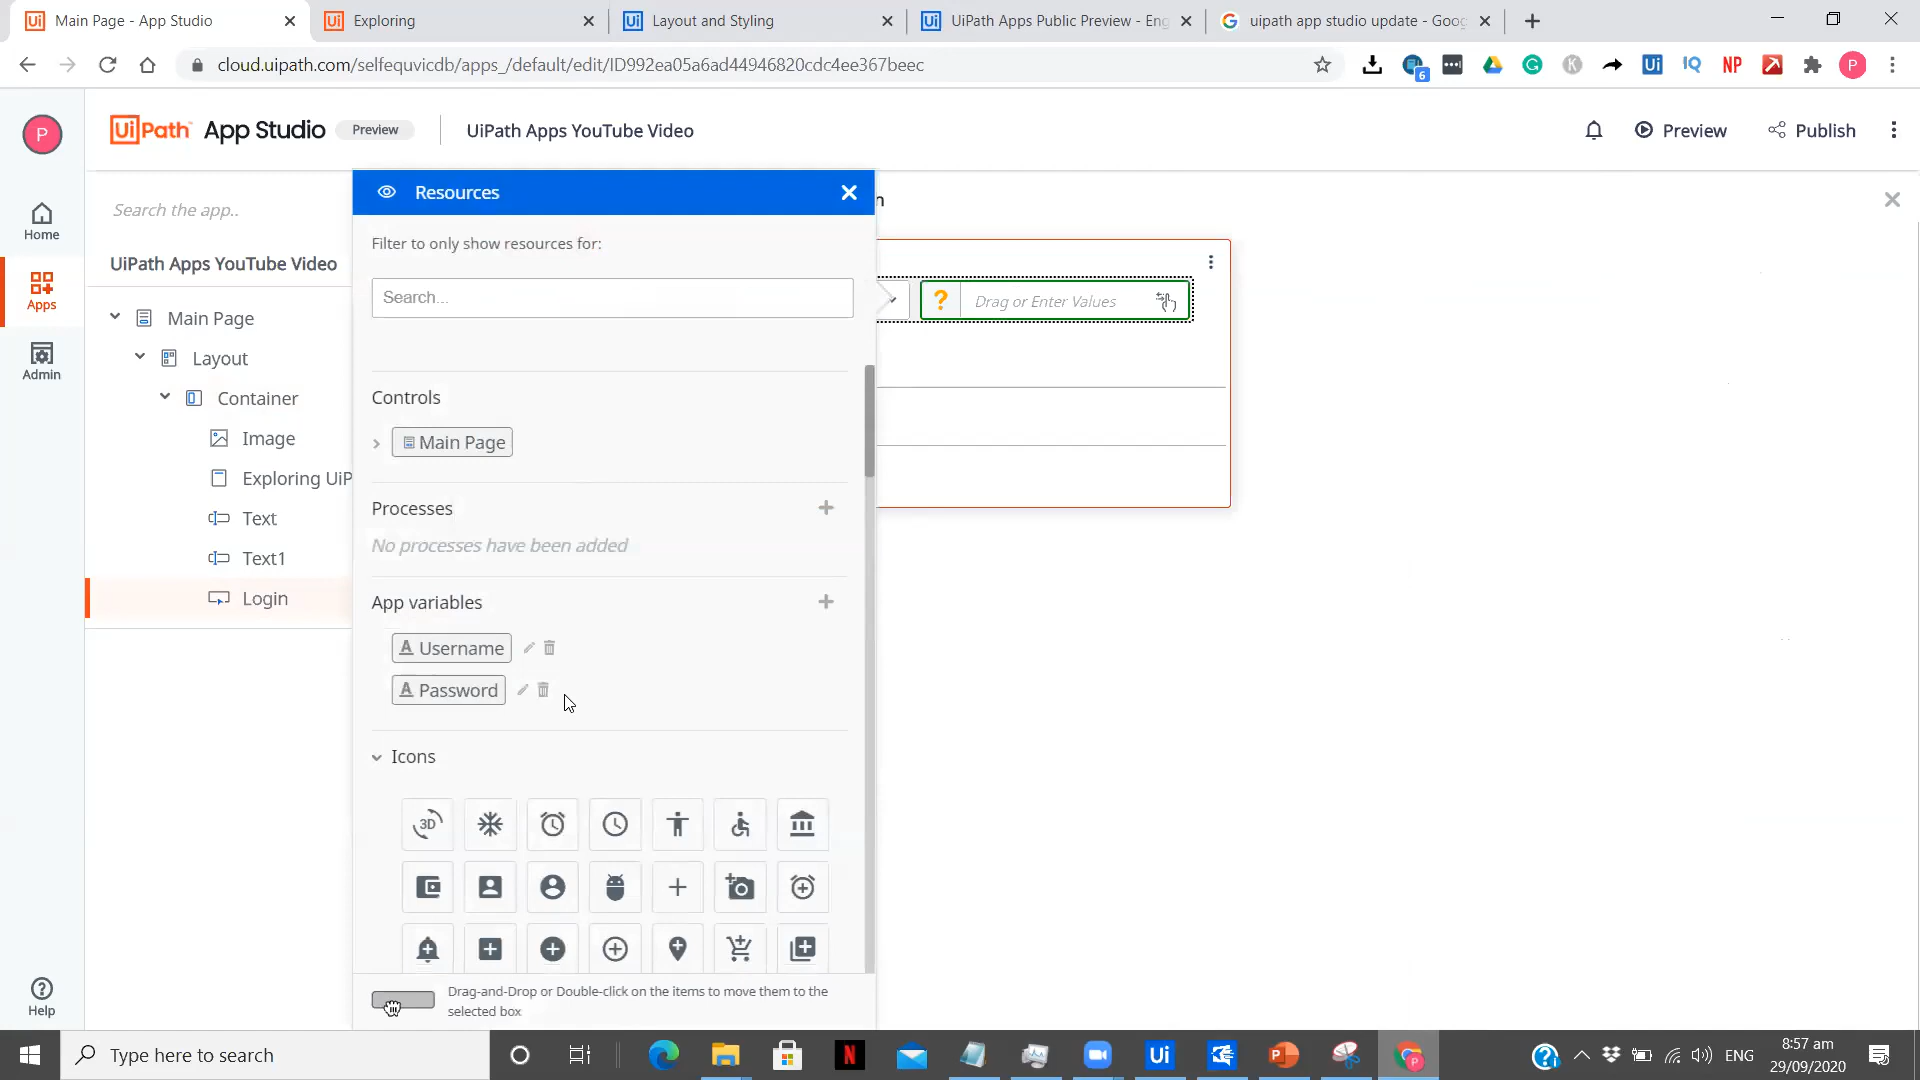 Main Page - App Studio
Exploring
Layout and Styling
UiPath Apps Public Preview - Eng
uipath app studio update - Goog
cloud.uipath.com/selfequvicdb/apps_/default/edit/ID992ea05a6ad44946820cdc4ee367beec
6
NP
P
P
UiPath App Studio
Preview
UiPath Apps YouTube Video
Preview
Publish
Home
Apps
Admin
Help
Search the app..
UiPath Apps YouTube Video
Main Page
Layout
Container
Image
Exploring UiP
Text
Text1
Login
Resources
Filter to only show resources for:
Search...
Controls
Main Page
Processes
No processes have been added
App variables
A Username
A Password
Icons
3D
Drag-and-Drop or Double-click on the items to move them to the
selected box
n
? Drag or Enter Values
Type here to search
ENG
8:57 am
29/09/2020